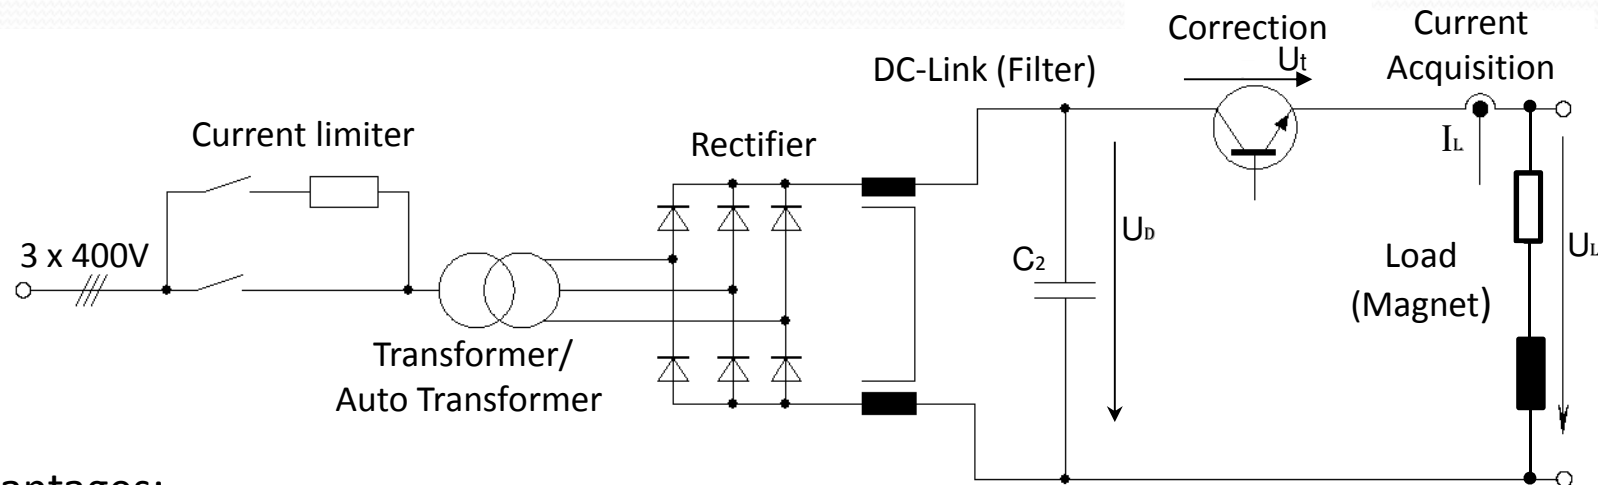 Correction
Current
Acquisition
Ut
DC-Link (Filter)
Current limiter
Rectifier
IL
3 x 400V
UD
C2
Load
(Magnet)
UL
Transformer/
Auto Transformer